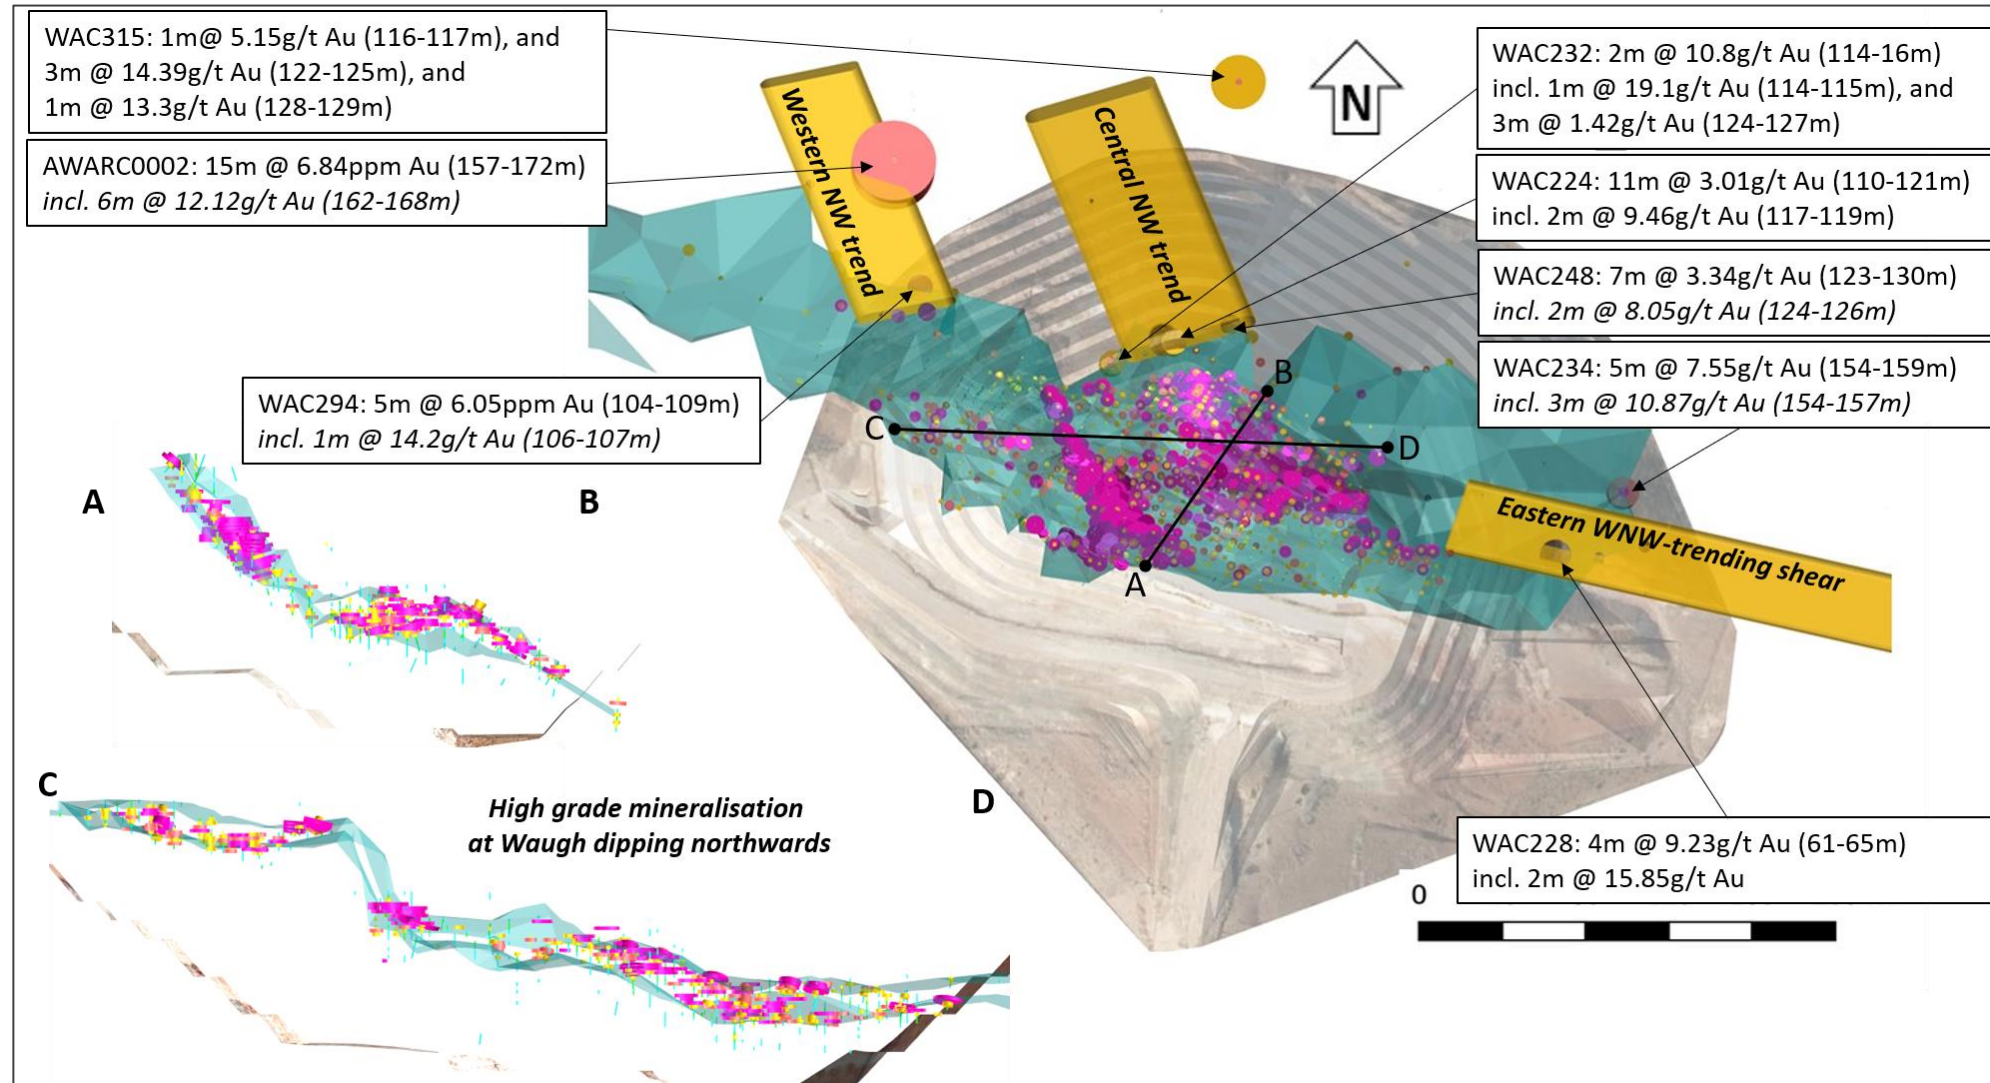 WAC315: 1m@ 5.15g/t Au (116-117m), and
3m @ 14.39g/t Au (122-125m), and
1m @ 13.3g/t Au (128-129m)
AWARC0002: 15m @ 6.84ppm Au (157-172m)
incl. 6m @ 12.12g/t Au (162-168m)
Western NW trend
Central NW trend
N
WAC232: 2m @ 10.8g/t Au (114-16m)
incl. 1m @ 19.1g/t Au (114-115m), and
3m @ 1.42g/t Au (124-127m)
WAC224: 11m @ 3.01g/t Au (110-121m)
incl. 2m @ 9.46g/t Au (117-119m)
WAC248: 7m @ 3.34g/t Au (123-130m)
incl. 2m @ 8.05g/t Au (124-126m)
WAC234: 5m @ 7.55g/t Au (154-159m)
incl. 3m @ 10.87g/t Au (154-157m)
WAC294: 5m @ 6.05ppm Au (104-109m)
incl. 1m @ 14.2g/t Au (106-107m)
B
C
D
A
Eastern WNW-trending shear
A
B
C
D
High grade mineralisation
at Waugh dipping northwards
WAC228: 4m @ 9.23g/t Au (61-65m)
incl. 2m @ 15.85g/t Au
0